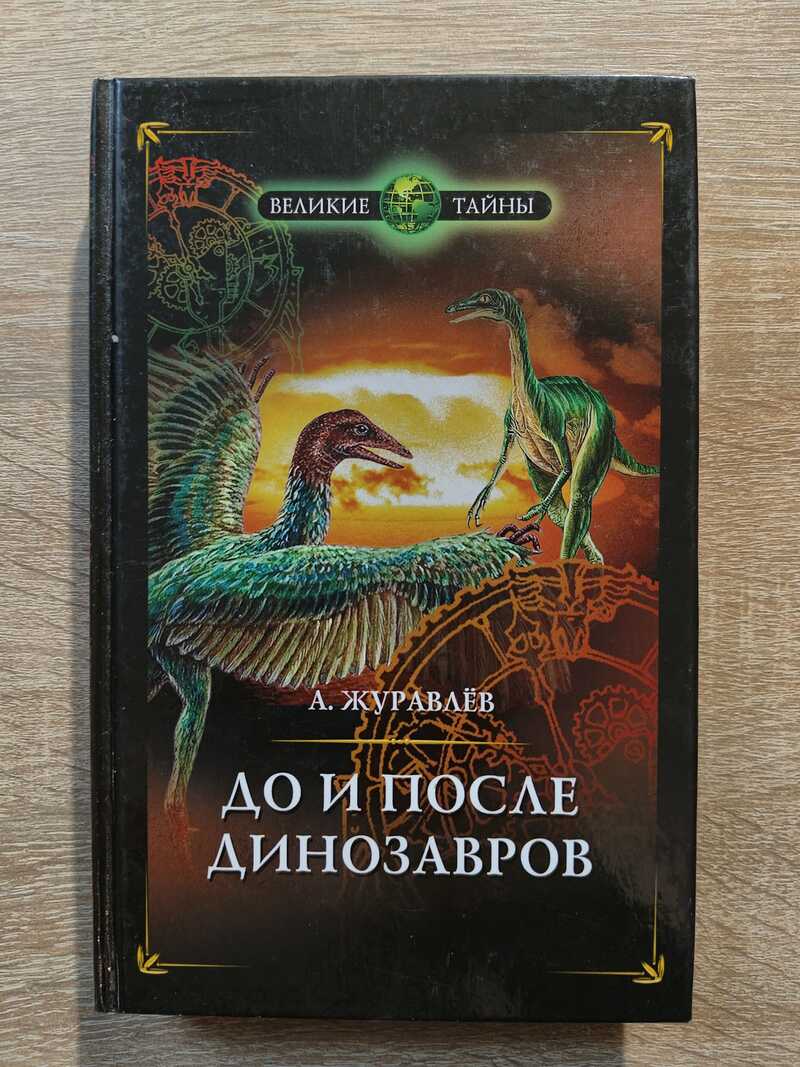 ВЕЛИКИЕ ТАЙНЫ
А. ЖУРАВЛЁВ
ДО И ПОСЛЕ
ДИНОЗАВРОВ